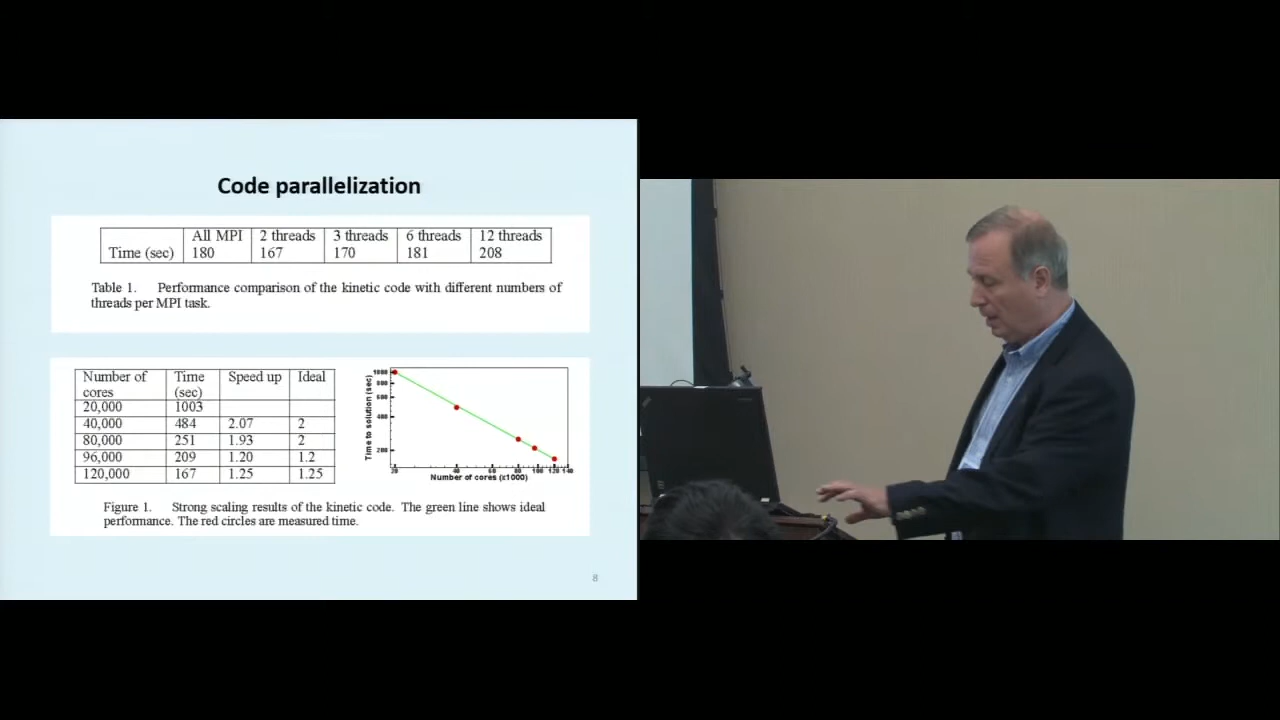 Code parallelization
All MPI 2 threads 3 threads 6 threads 12 threads
Time (sec) 180 167 170 181 208
Table 1. Performance comparison of the kinetic code with different numbers of
threads per MPI task.
Number of cores Time (sec) Speed up Ideal
20,000 1003
40,000 484 2.07 2
80,000 251 1.93 2
96,000 209 1.20 1.2
120,000 167 1.25 1.25
Time to solution (sec)
1000
800
600
400
200
20 40 60 80 100 120 140
Number of cores (x1000)
Figure 1. Strong scaling results of the kinetic code. The green line shows ideal
performance. The red circles are measured time.
8